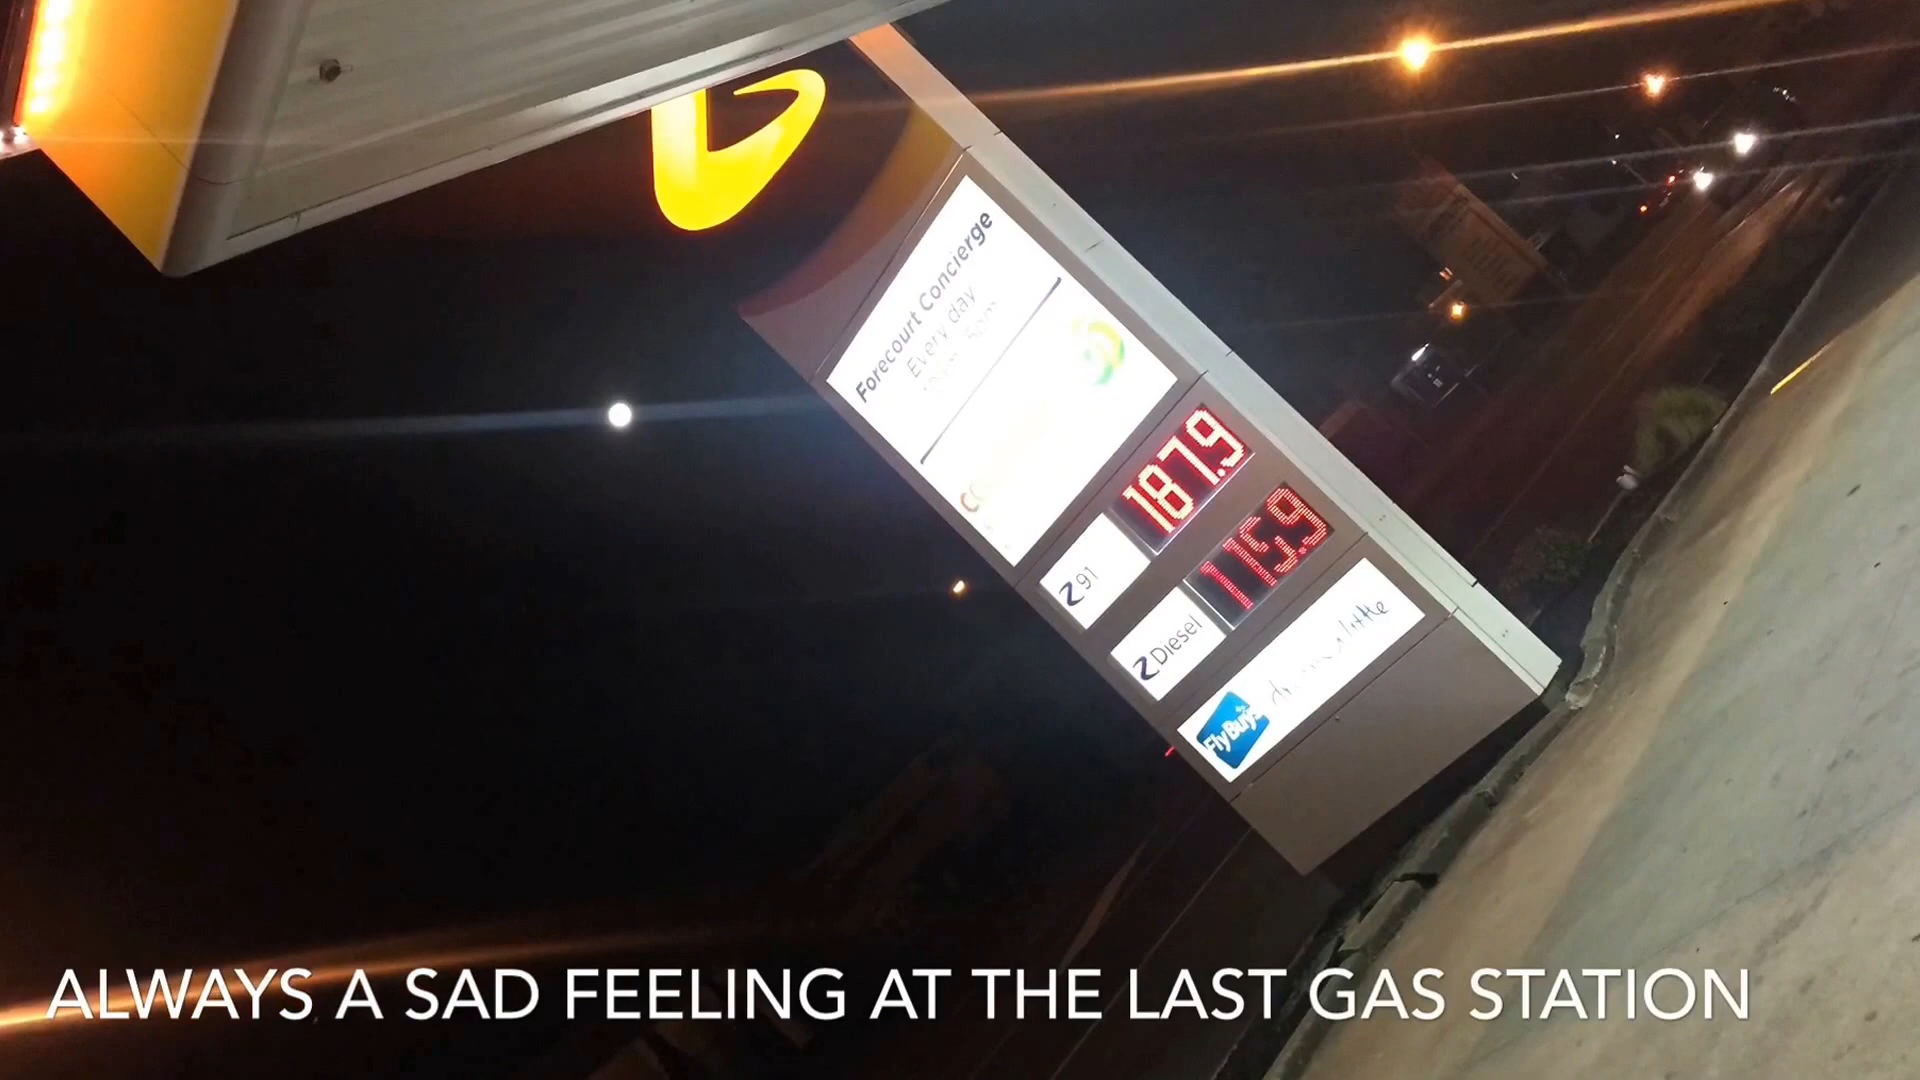 Forecourt Concierge
Every day
187.9
Z 91
115.9
Z Diesel
FlyBuys
little
ALWAYS A SAD FEELING AT THE LAST GAS STATION